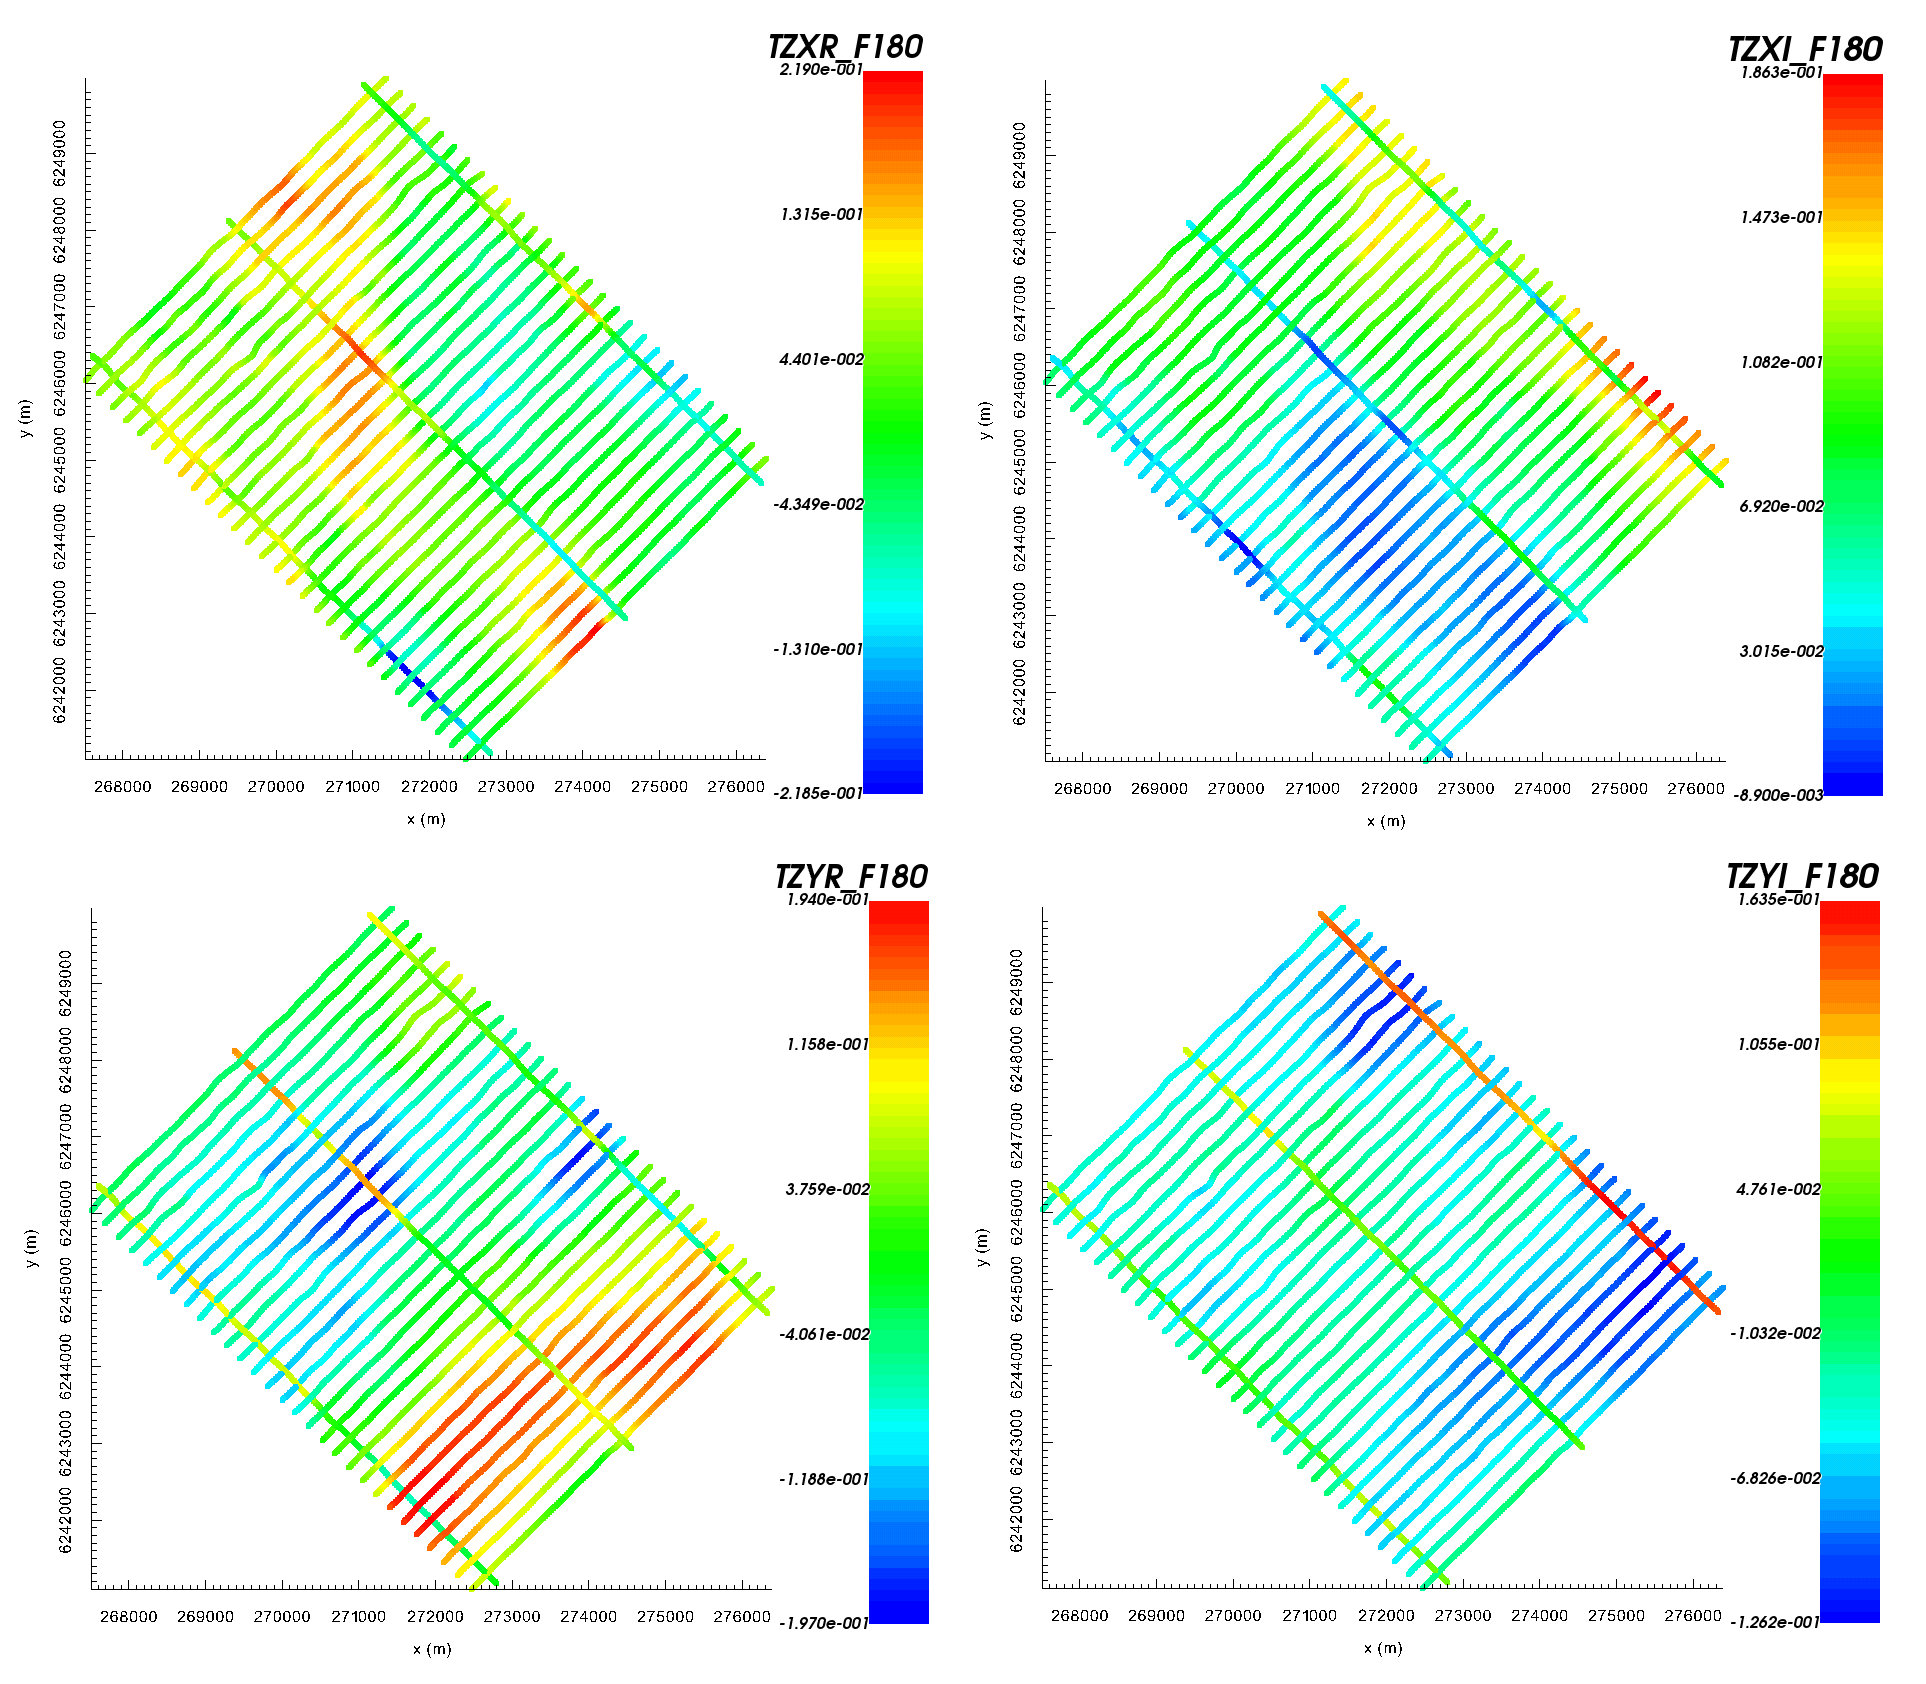 TZXR_F180
2.190e-001
1.315e-001
4.401e-002
-4.349e-002
-1.310e-001
-2.185e-001
y (m)
6249000
6248000
6247000
6246000
6245000
6244000
6243000
6242000
268000 269000 270000 271000 272000 273000 274000 275000 276000
x (m)
TZXI_F180
1.863e-001
1.473e-001
1.082e-001
6.920e-002
3.015e-002
-8.900e-003
y (m)
6249000
6248000
6247000
6246000
6245000
6244000
6243000
6242000
268000 269000 270000 271000 272000 273000 274000 275000 276000
x (m)
TZYR_F180
1.940e-001
1.158e-001
3.759e-002
-4.061e-002
-1.188e-001
-1.970e-001
y (m)
6249000
6248000
6247000
6246000
6245000
6244000
6243000
6242000
268000 269000 270000 271000 272000 273000 274000 275000 276000
x (m)
TZYI_F180
1.635e-001
1.055e-001
4.761e-002
-1.032e-002
-6.826e-002
-1.262e-001
y (m)
6249000
6248000
6247000
6246000
6245000
6244000
6243000
6242000
268000 269000 270000 271000 272000 273000 274000 275000 276000
x (m)